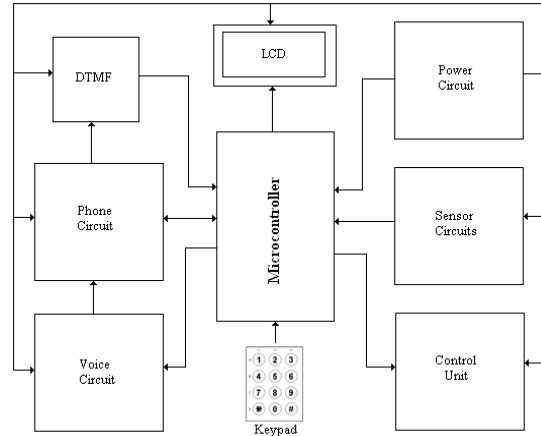 LCD
DTMF
Power
Circuit
Phone
Circuit
Microcontroller
Sensor
Circuits
Voice
Circuit
1 2 3
4 5 6
7 8 9
* 0 #
Control
Unit
Keypad